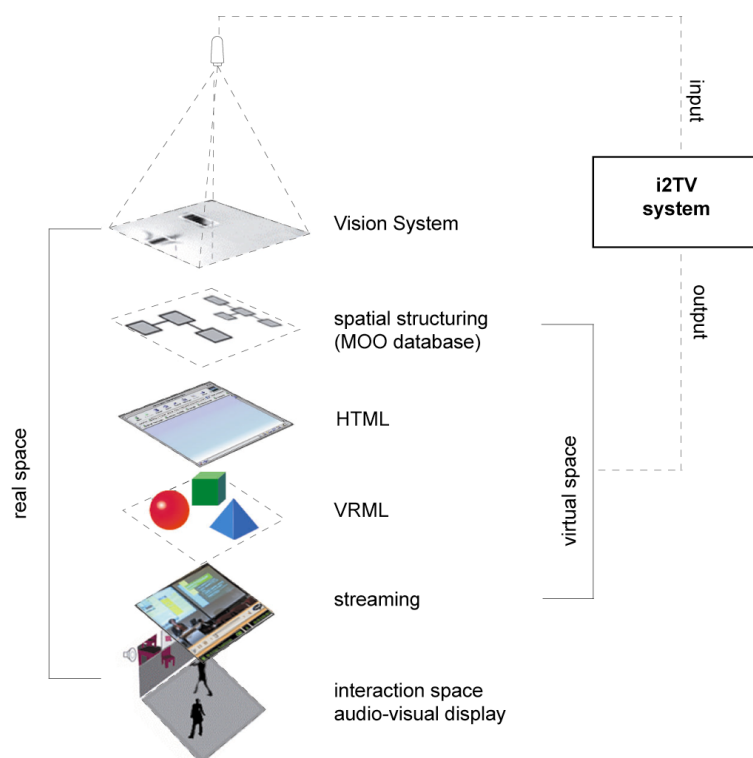 input
i2TV
system
Vision System
output
spatial structuring
(MOO database)
HTML
real space
virtual space
VRML
streaming
interaction space
audio-visual display